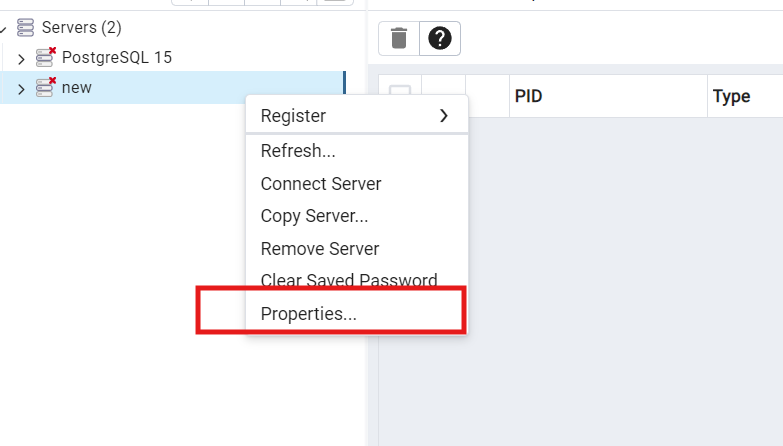 Servers (2)
PostgreSQL 15
new
PID
Type
Register
Refresh...
Connect Server
Copy Server...
Remove Server
Clear Saved Password
Properties...